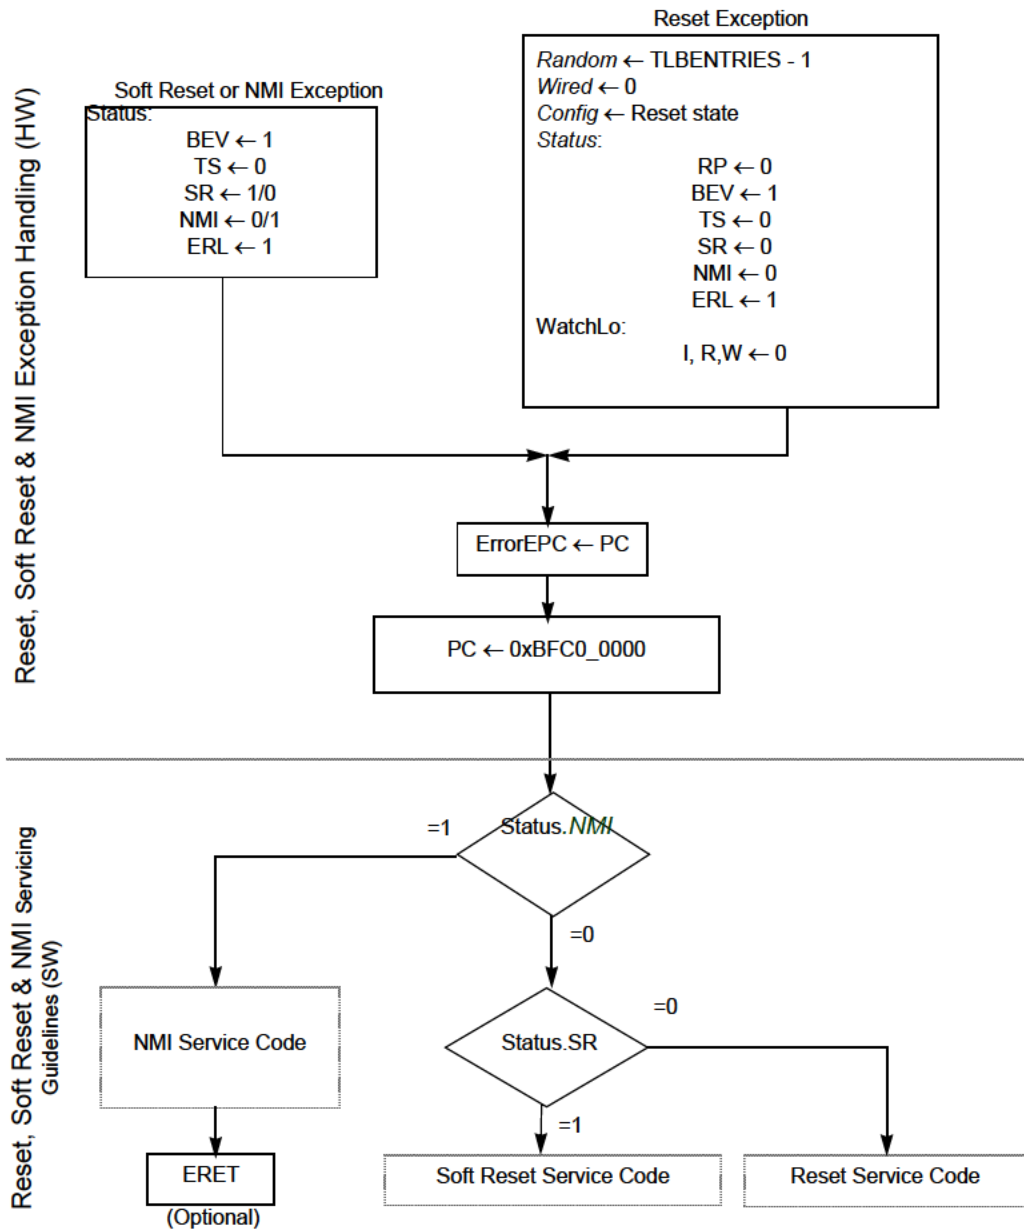 Reset Exception
Random ← TLBENTRIES - 1
Wired ← 0
Config ← Reset state
Status:
RP ← 0
BEV ← 1
TS ← 0
SR ← 0
NMI ← 0
ERL ← 1
WatchLo:
I, R,W ← 0
Soft Reset or NMI Exception
Status:
BEV ← 1
TS ← 0
SR ← 1/0
NMI ← 0/1
ERL ← 1
Reset, Soft Reset & NMI Exception Handling (HW)
ErrorEPC ← PC
PC ← 0xBFC0_0000
Reset, Soft Reset & NMI Servicing
Guidelines (SW)
Status.NMI
=1
=0
NMI Service Code
Status.SR
=0
=1
ERET
(Optional)
Soft Reset Service Code
Reset Service Code